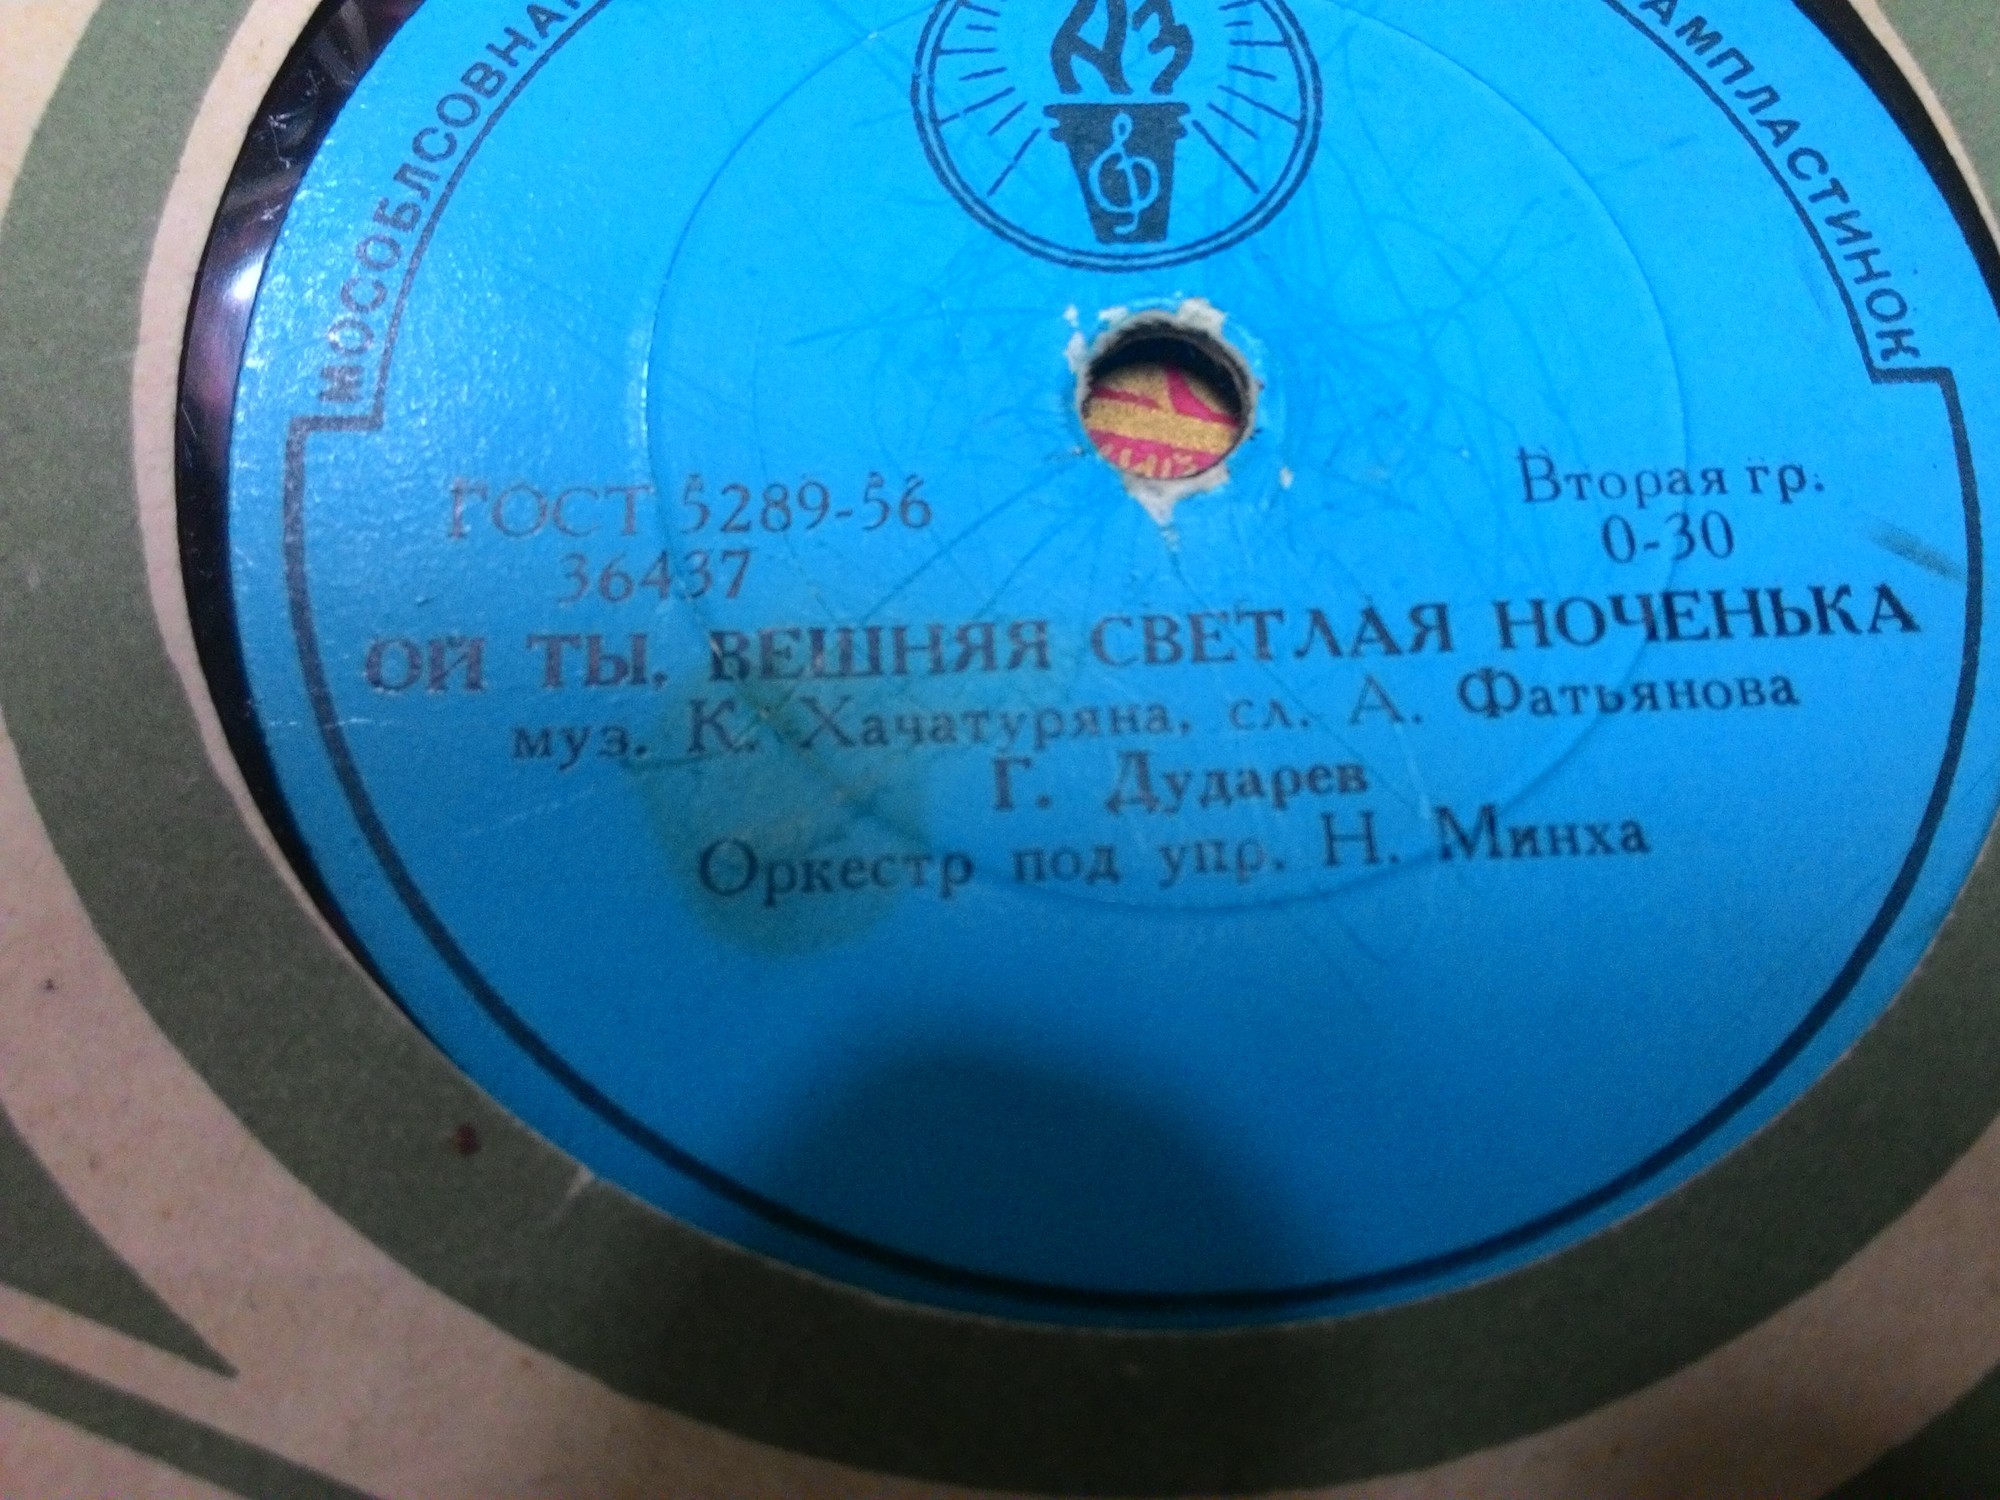 МОСОБЛСОВНА
АМПЛАСТИНОК
АЗ
ГОСТ 5289-56
36437
Вторая гр.
0-30
ОЙ ТЫ, ВЕШНЯЯ СВЕТЛАЯ НОЧЕНЬКА
муз. К. Хачатуряна, сл. А. Фатьянова
Г. Дударев
Оркестр под упр. Н. Минха